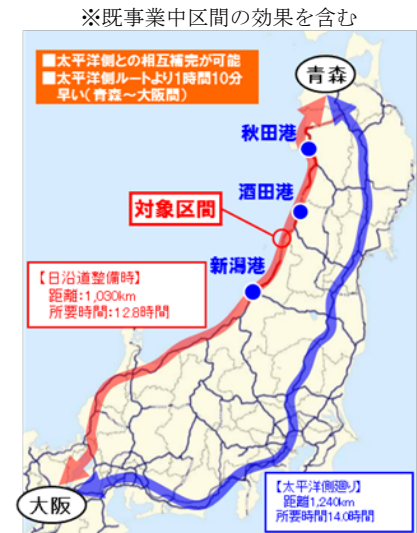 ※既事業中区間の効果を含む
■太平洋側との相互補完が可能
■太平洋側ルートより1時間10分
早い(青森～大阪間)
青森
秋田港
酒田港
対象区間
新潟港
【日沿道整備時】
距離:1,030km
所要時間:12.8時間
大阪
【太平洋側廻り】
距離1,240km
所要時間14.0時間